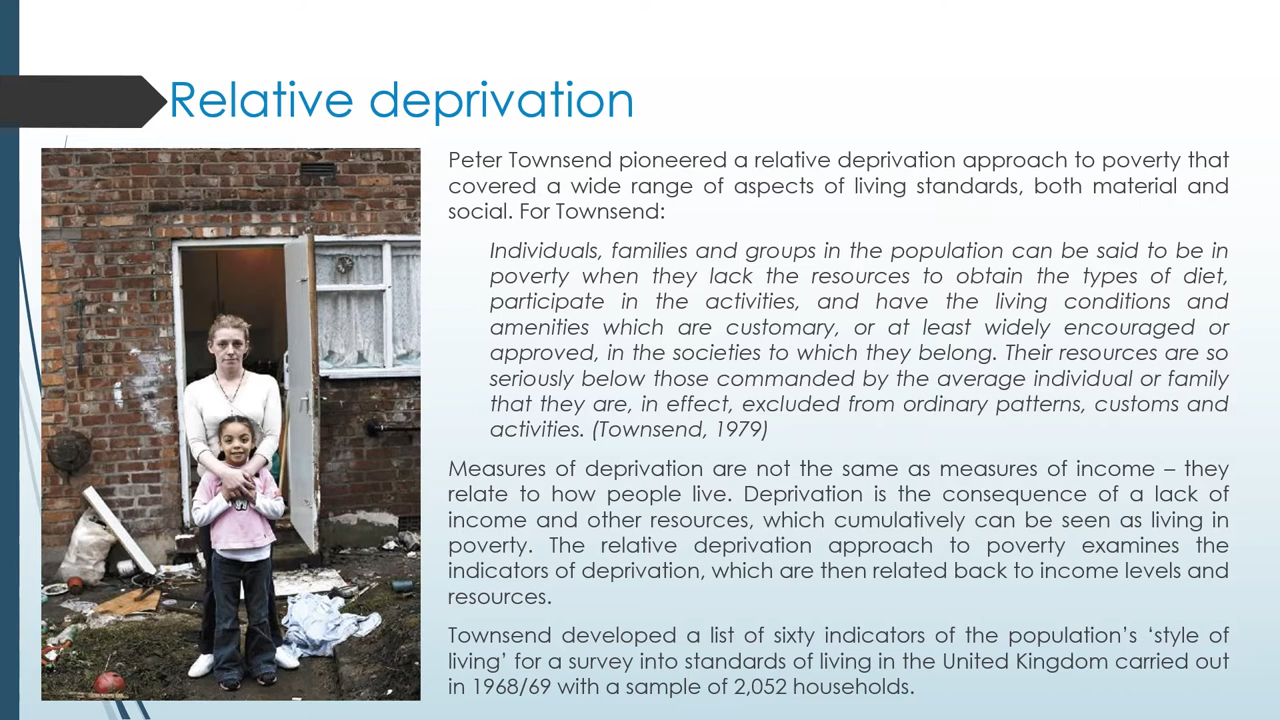 Relative deprivation
Peter Townsend pioneered a relative deprivation approach to poverty that
covered a wide range of aspects of living standards, both material and
social. For Townsend:
Individuals, families and groups in the population can be said to be in
poverty when they lack the resources to obtain the types of diet,
participate in the activities, and have the living conditions and
amenities which are customary, or at least widely encouraged or
approved, in the societies to which they belong. Their resources are so
seriously below those commanded by the average individual or family
that they are, in effect, excluded from ordinary patterns, customs and
activities. (Townsend, 1979)
Measures of deprivation are not the same as measures of income – they
relate to how people live. Deprivation is the consequence of a lack of
income and other resources, which cumulatively can be seen as living in
poverty. The relative deprivation approach to poverty examines the
indicators of deprivation, which are then related back to income levels and
resources.
Townsend developed a list of sixty indicators of the population’s ‘style of
living’ for a survey into standards of living in the United Kingdom carried out
in 1968/69 with a sample of 2,052 households.